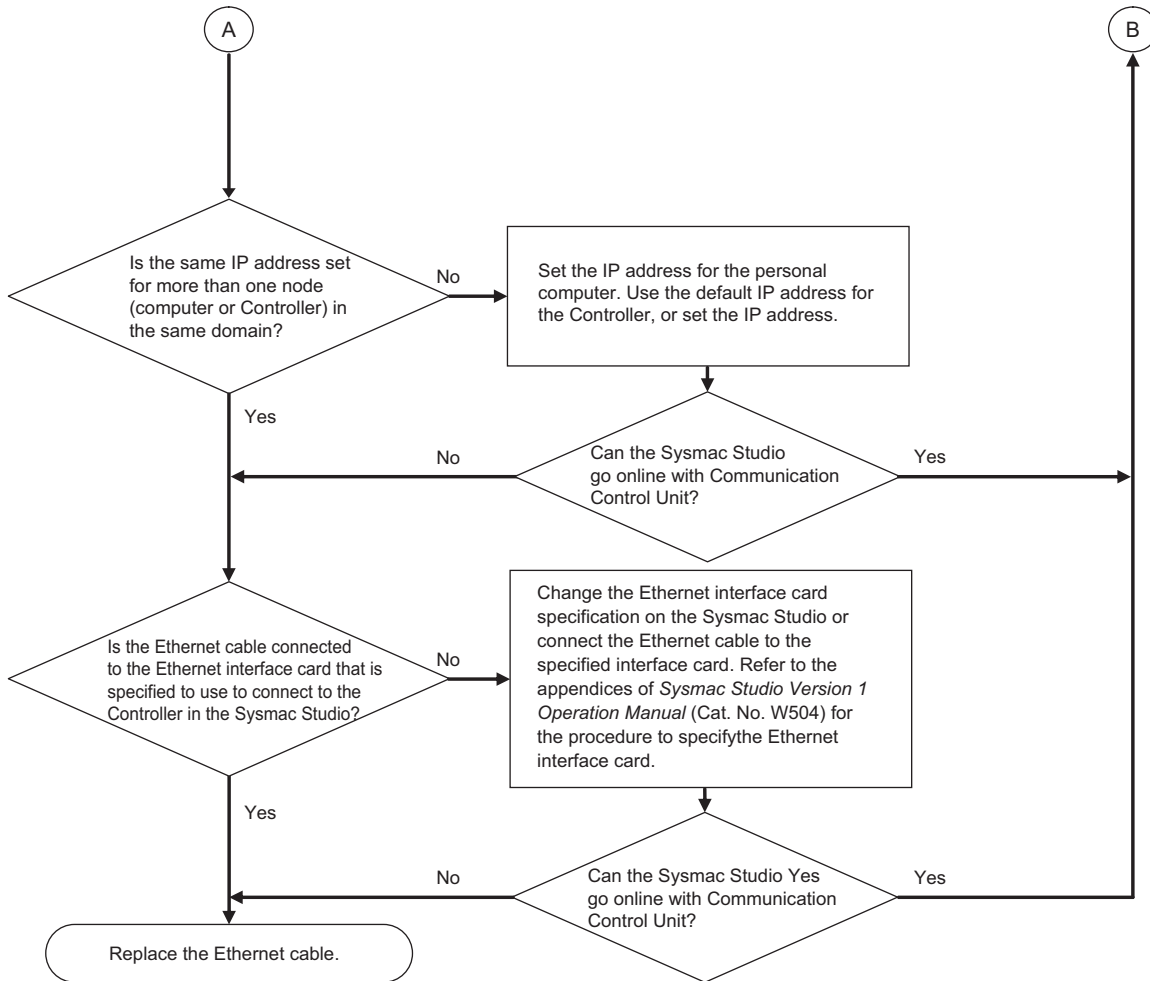 A
B
Is the same IP address set
for more than one node
(computer or Controller) in
the same domain?
No
Set the IP address for the personal
computer. Use the default IP address for
the Controller, or set the IP address.
Yes
No
Can the Sysmac Studio
go online with Communication
Control Unit?
Yes
Is the Ethernet cable connected
to the Ethernet interface card that is
specified to use to connect to the
Controller in the Sysmac Studio?
No
Change the Ethernet interface card
specification on the Sysmac Studio or
connect the Ethernet cable to the
specified interface card. Refer to the
appendices of Sysmac Studio Version 1
Operation Manual (Cat. No. W504) for
the procedure to specifythe Ethernet
interface card.
Yes
No
Can the Sysmac Studio Yes
go online with Communication
Control Unit?
Yes
Replace the Ethernet cable.